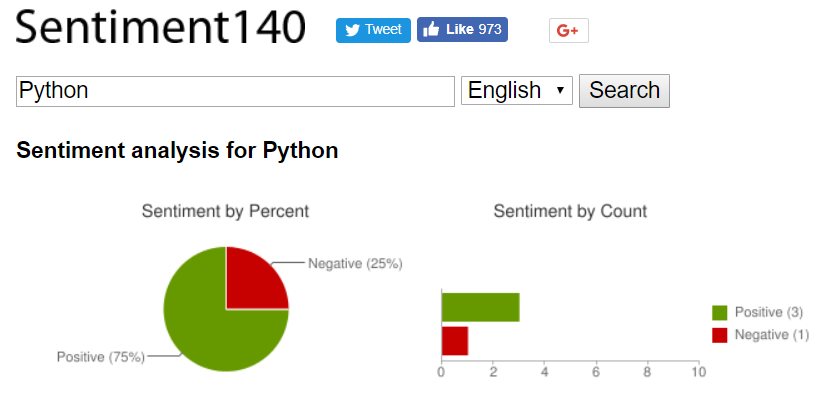 Sentiment140
Tweet
Like 973
G+
Python
English
Search
Sentiment analysis for Python
Sentiment by Percent
Negative (25%)
Positive (75%)
Sentiment by Count
Positive (3)
Negative (1)
0 2 4 6 8 10